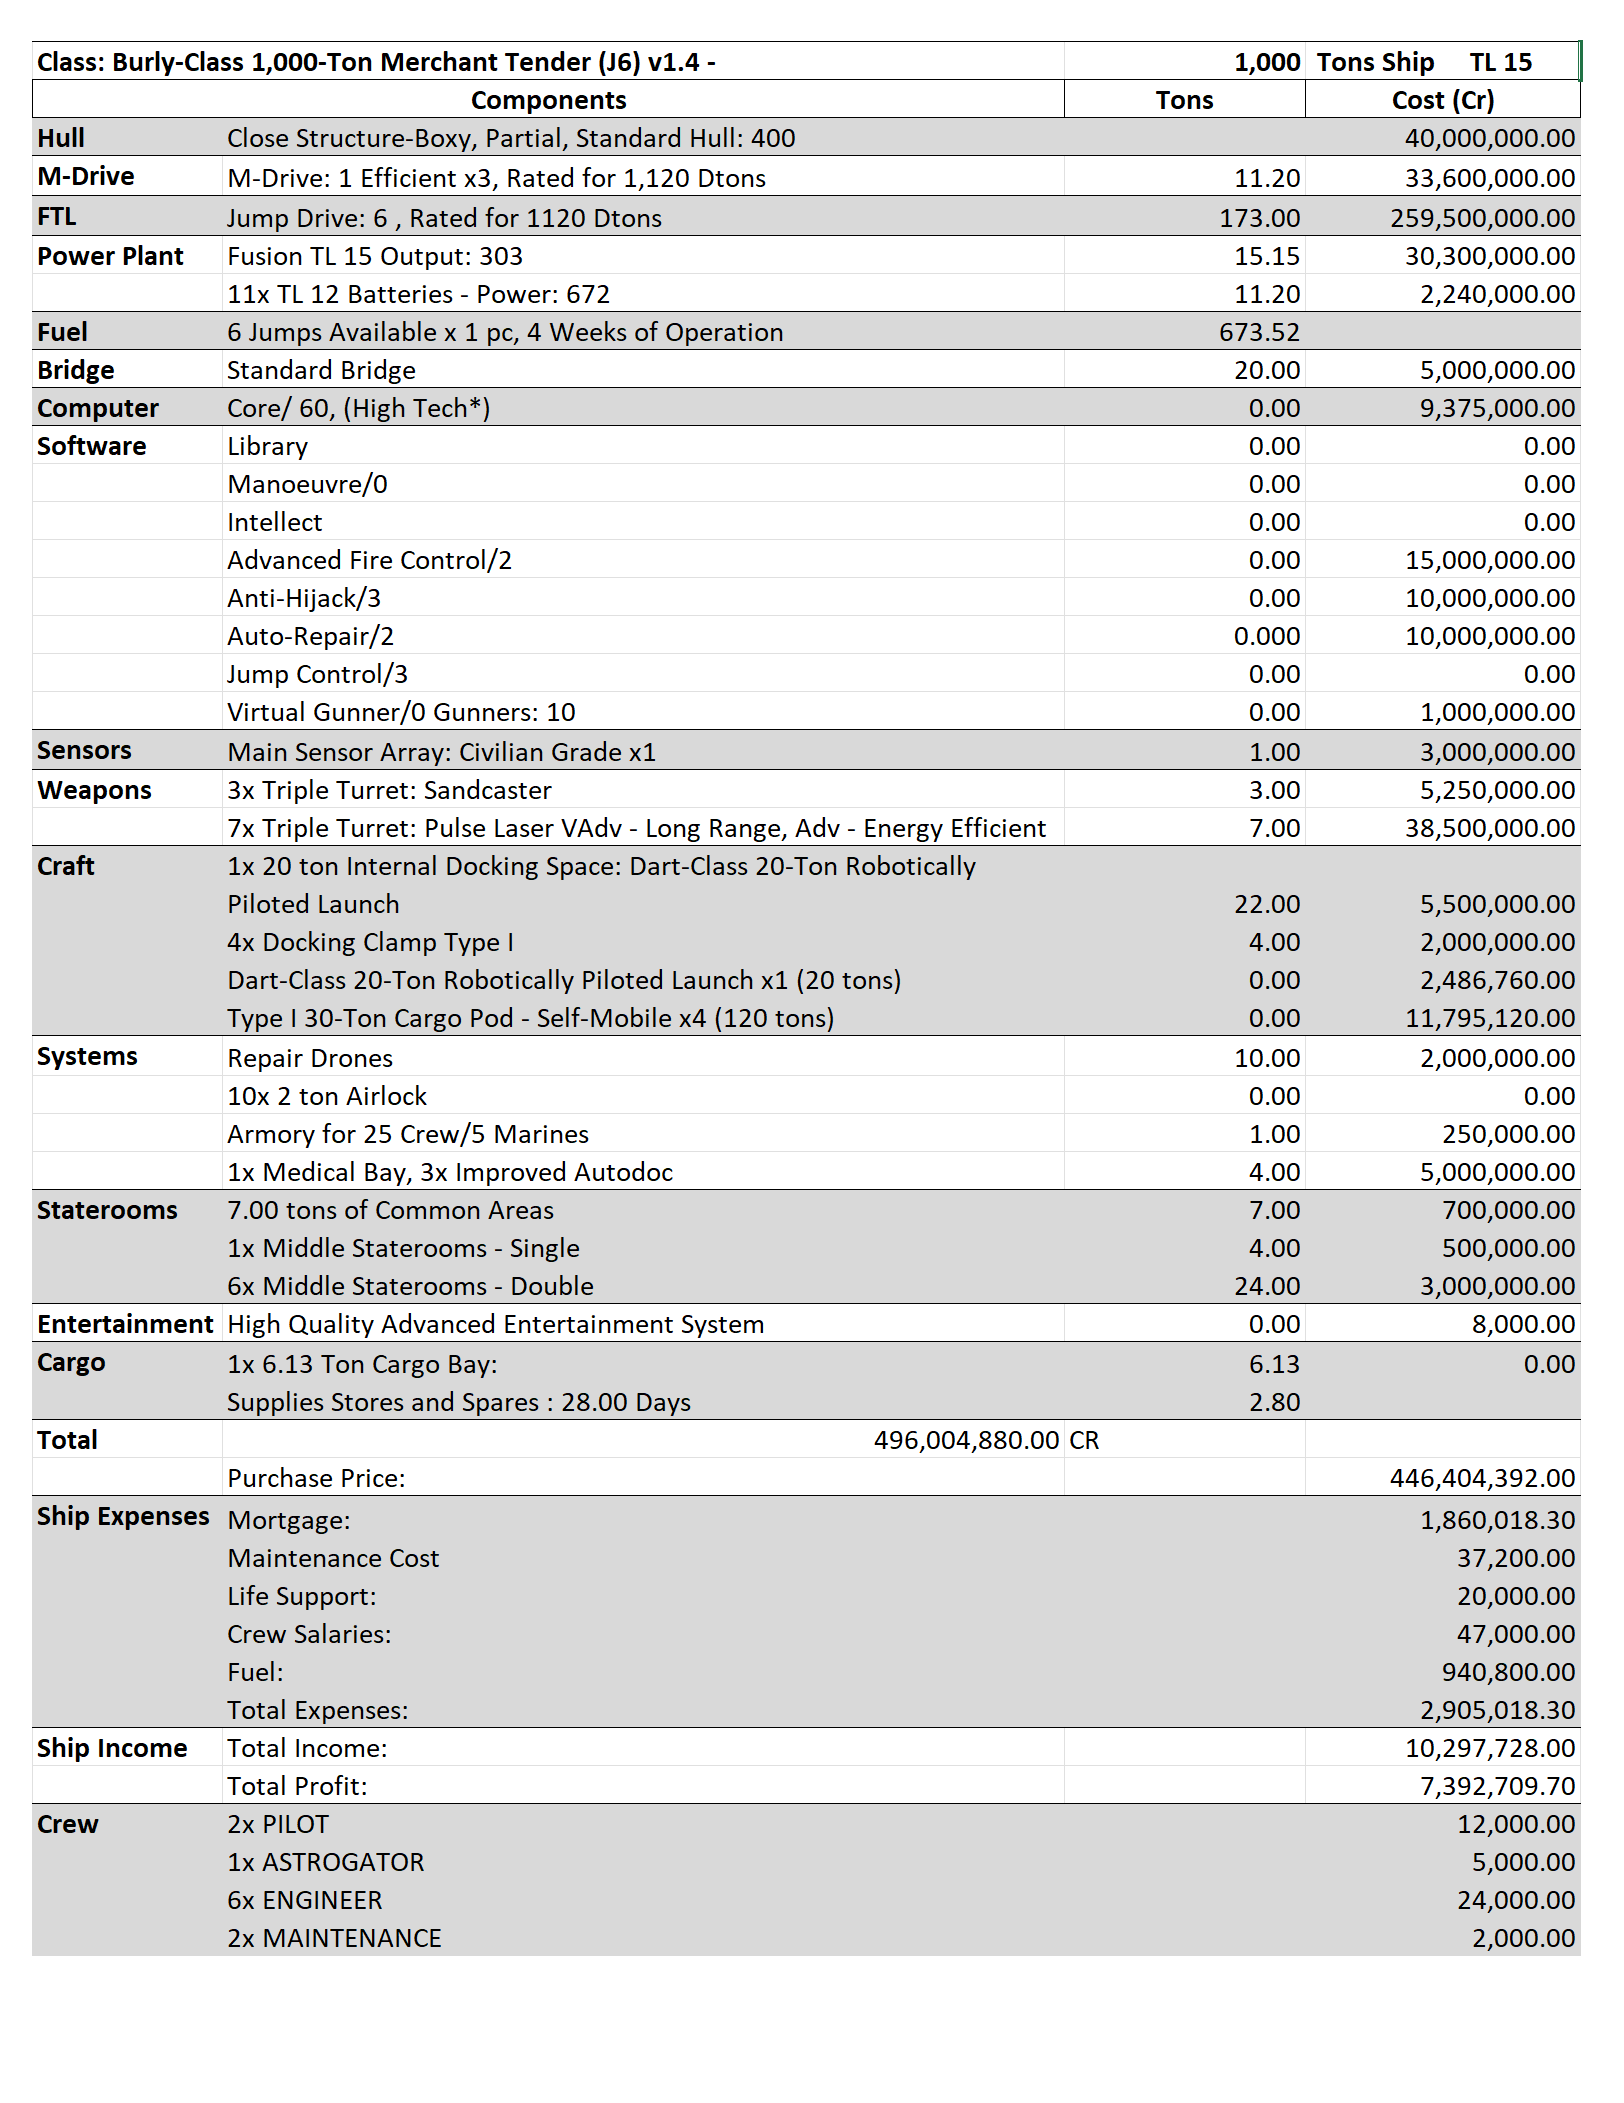 Class: Burly-Class 1,000-Ton Merchant Tender (J6) v1.4 - 1,000 Tons Ship TL 15
Components Tons Cost (Cr)
Hull Close Structure-Boxy, Partial, Standard Hull: 400 40,000,000.00
M-Drive M-Drive: 1 Efficient x3, Rated for 1,120 Dtons 11.20 33,600,000.00
FTL Jump Drive: 6 , Rated for 1120 Dtons 173.00 259,500,000.00
Power Plant Fusion TL 15 Output: 303 15.15 30,300,000.00
11x TL 12 Batteries - Power: 672 11.20 2,240,000.00
Fuel 6 Jumps Available x 1 pc, 4 Weeks of Operation 673.52
Bridge Standard Bridge 20.00 5,000,000.00
Computer Core/ 60, (High Tech*) 0.00 9,375,000.00
Software Library 0.00 0.00
Manoeuvre/0 0.00 0.00
Intellect 0.00 0.00
Advanced Fire Control/2 0.00 15,000,000.00
Anti-Hijack/3 0.00 10,000,000.00
Auto-Repair/2 0.000 10,000,000.00
Jump Control/3 0.00 0.00
Virtual Gunner/0 Gunners: 10 0.00 1,000,000.00
Sensors Main Sensor Array: Civilian Grade x1 1.00 3,000,000.00
Weapons 3x Triple Turret: Sandcaster 3.00 5,250,000.00
7x Triple Turret: Pulse Laser VAdv - Long Range, Adv - Energy Efficient 7.00 38,500,000.00
Craft 1x 20 ton Internal Docking Space: Dart-Class 20-Ton Robotically
Piloted Launch 22.00 5,500,000.00
4x Docking Clamp Type I 4.00 2,000,000.00
Dart-Class 20-Ton Robotically Piloted Launch x1 (20 tons) 0.00 2,486,760.00
Type I 30-Ton Cargo Pod - Self-Mobile x4 (120 tons) 0.00 11,795,120.00
Systems Repair Drones 10.00 2,000,000.00
10x 2 ton Airlock 0.00 0.00
Armory for 25 Crew/5 Marines 1.00 250,000.00
1x Medical Bay, 3x Improved Autodoc 4.00 5,000,000.00
Staterooms 7.00 tons of Common Areas 7.00 700,000.00
1x Middle Staterooms - Single 4.00 500,000.00
6x Middle Staterooms - Double 24.00 3,000,000.00
Entertainment High Quality Advanced Entertainment System 0.00 8,000.00
Cargo 1x 6.13 Ton Cargo Bay: 6.13 0.00
Supplies Stores and Spares : 28.00 Days 2.80
Total 496,004,880.00 CR
Purchase Price: 446,404,392.00
Ship Expenses Mortgage: 1,860,018.30
Maintenance Cost 37,200.00
Life Support: 20,000.00
Crew Salaries: 47,000.00
Fuel: 940,800.00
Total Expenses: 2,905,018.30
Ship Income Total Income: 10,297,728.00
Total Profit: 7,392,709.70
Crew 2x PILOT 12,000.00
1x ASTROGATOR 5,000.00
6x ENGINEER 24,000.00
2x MAINTENANCE 2,000.00